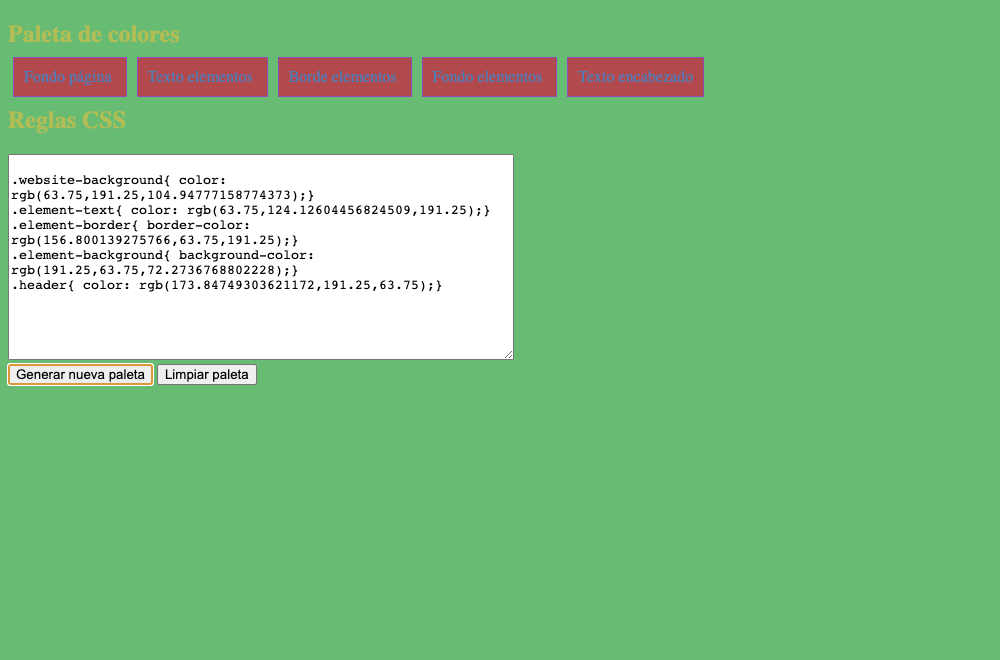 Paleta de colores
Fondo página Texto elementos Borde elementos Fondo elementos Texto encabezado
Reglas CSS
.website-background{ color:
rgb(63.75,191.25,104.94777158774373);}
.element-text{ color: rgb(63.75,124.12604456824509,191.25);}
.element-border{ border-color:
rgb(156.800139275766,63.75,191.25);}
.element-background{ background-color:
rgb(191.25,63.75,72.2736768802228);}
.header{ color: rgb(173.84749303621172,191.25,63.75);}
Generar nueva paleta Limpiar paleta